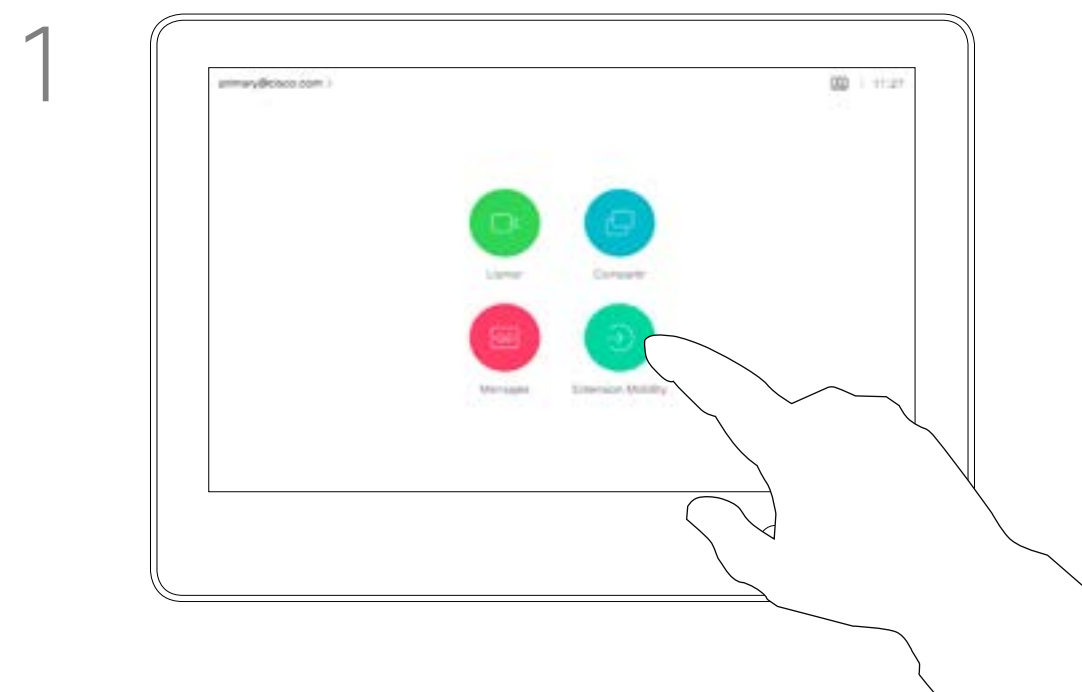 1
primary@cisco.com
11:27
Llamar
Compartir
Mensajes
Extension Mobility